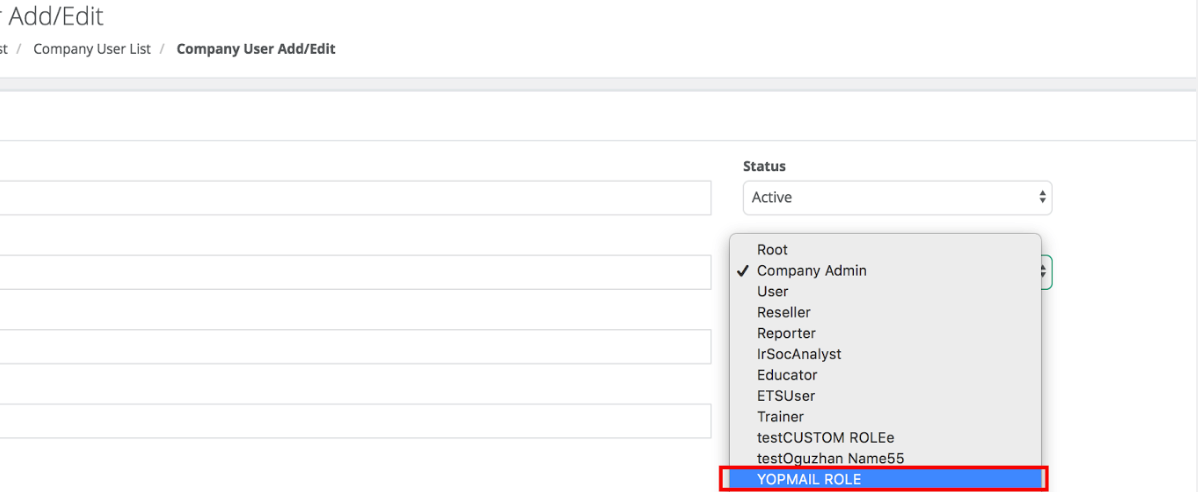 Add/Edit
Company User List / Company User Add/Edit
Status
Active
Root
✓ Company Admin
User
Reseller
Reporter
IrSocAnalyst
Educator
ETSUser
Trainer
testCUSTOM ROLEe
testOguzhan Name55
YOPMAIL ROLE